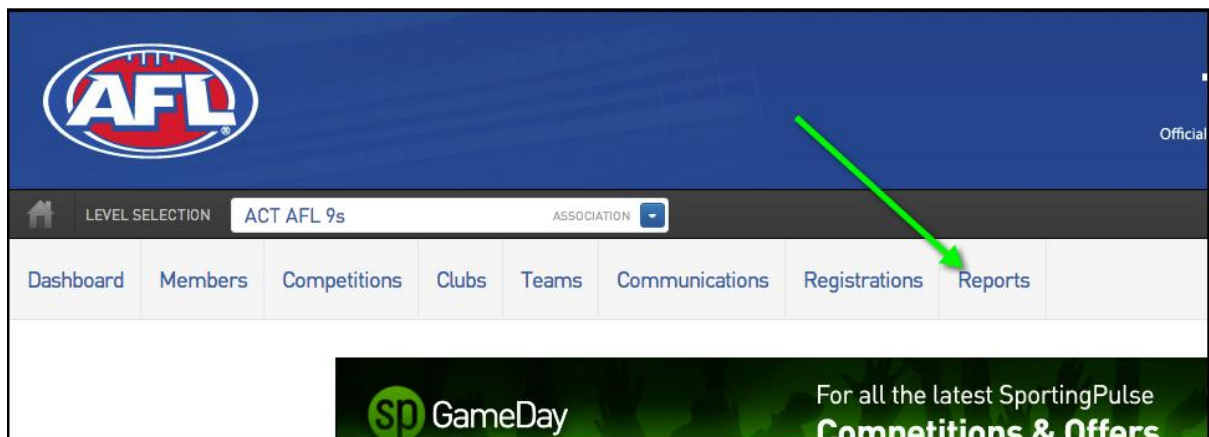 AFL
®
Official
LEVEL SELECTION ACT AFL 9s ASSOCIATION
Dashboard Members Competitions Clubs Teams Communications Registrations Reports
sp GameDay
For all the latest SportingPulse
Competitions & Offers